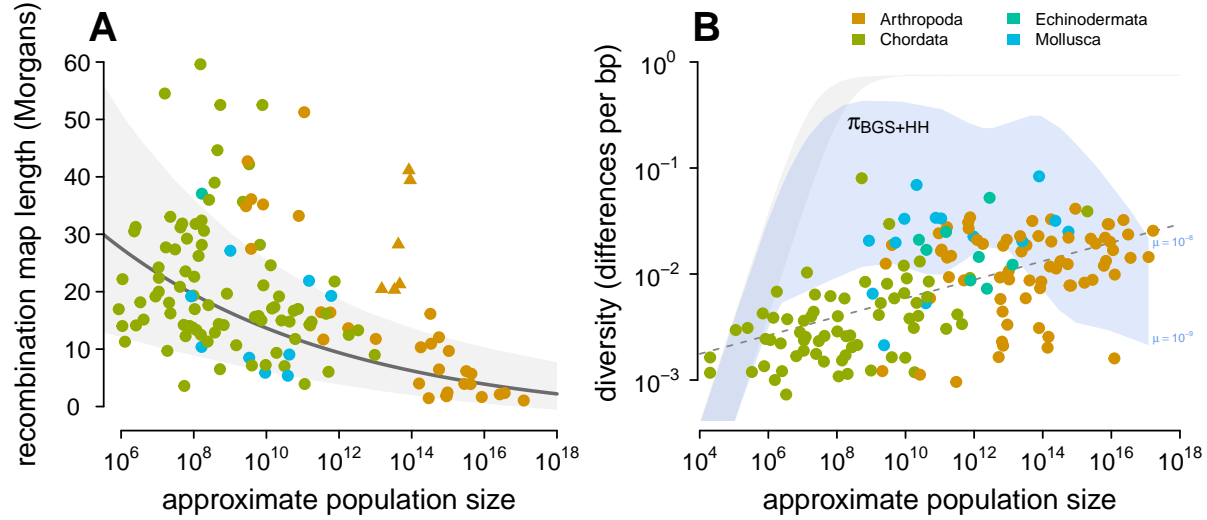 A
recombination map length (Morgans)
60
50
40
30
20
10
0
10^6 10^8 10^10 10^12 10^14 10^16 10^18
approximate population size
B
Arthropoda Echinodermata
Chordata Mollusca
diversity (differences per bp)
10^0
10^−1
10^−2
10^−3
π_BGS+HH
μ = 10^−8
μ = 10^−9
10^4 10^6 10^8 10^10 10^12 10^14 10^16 10^18
approximate population size